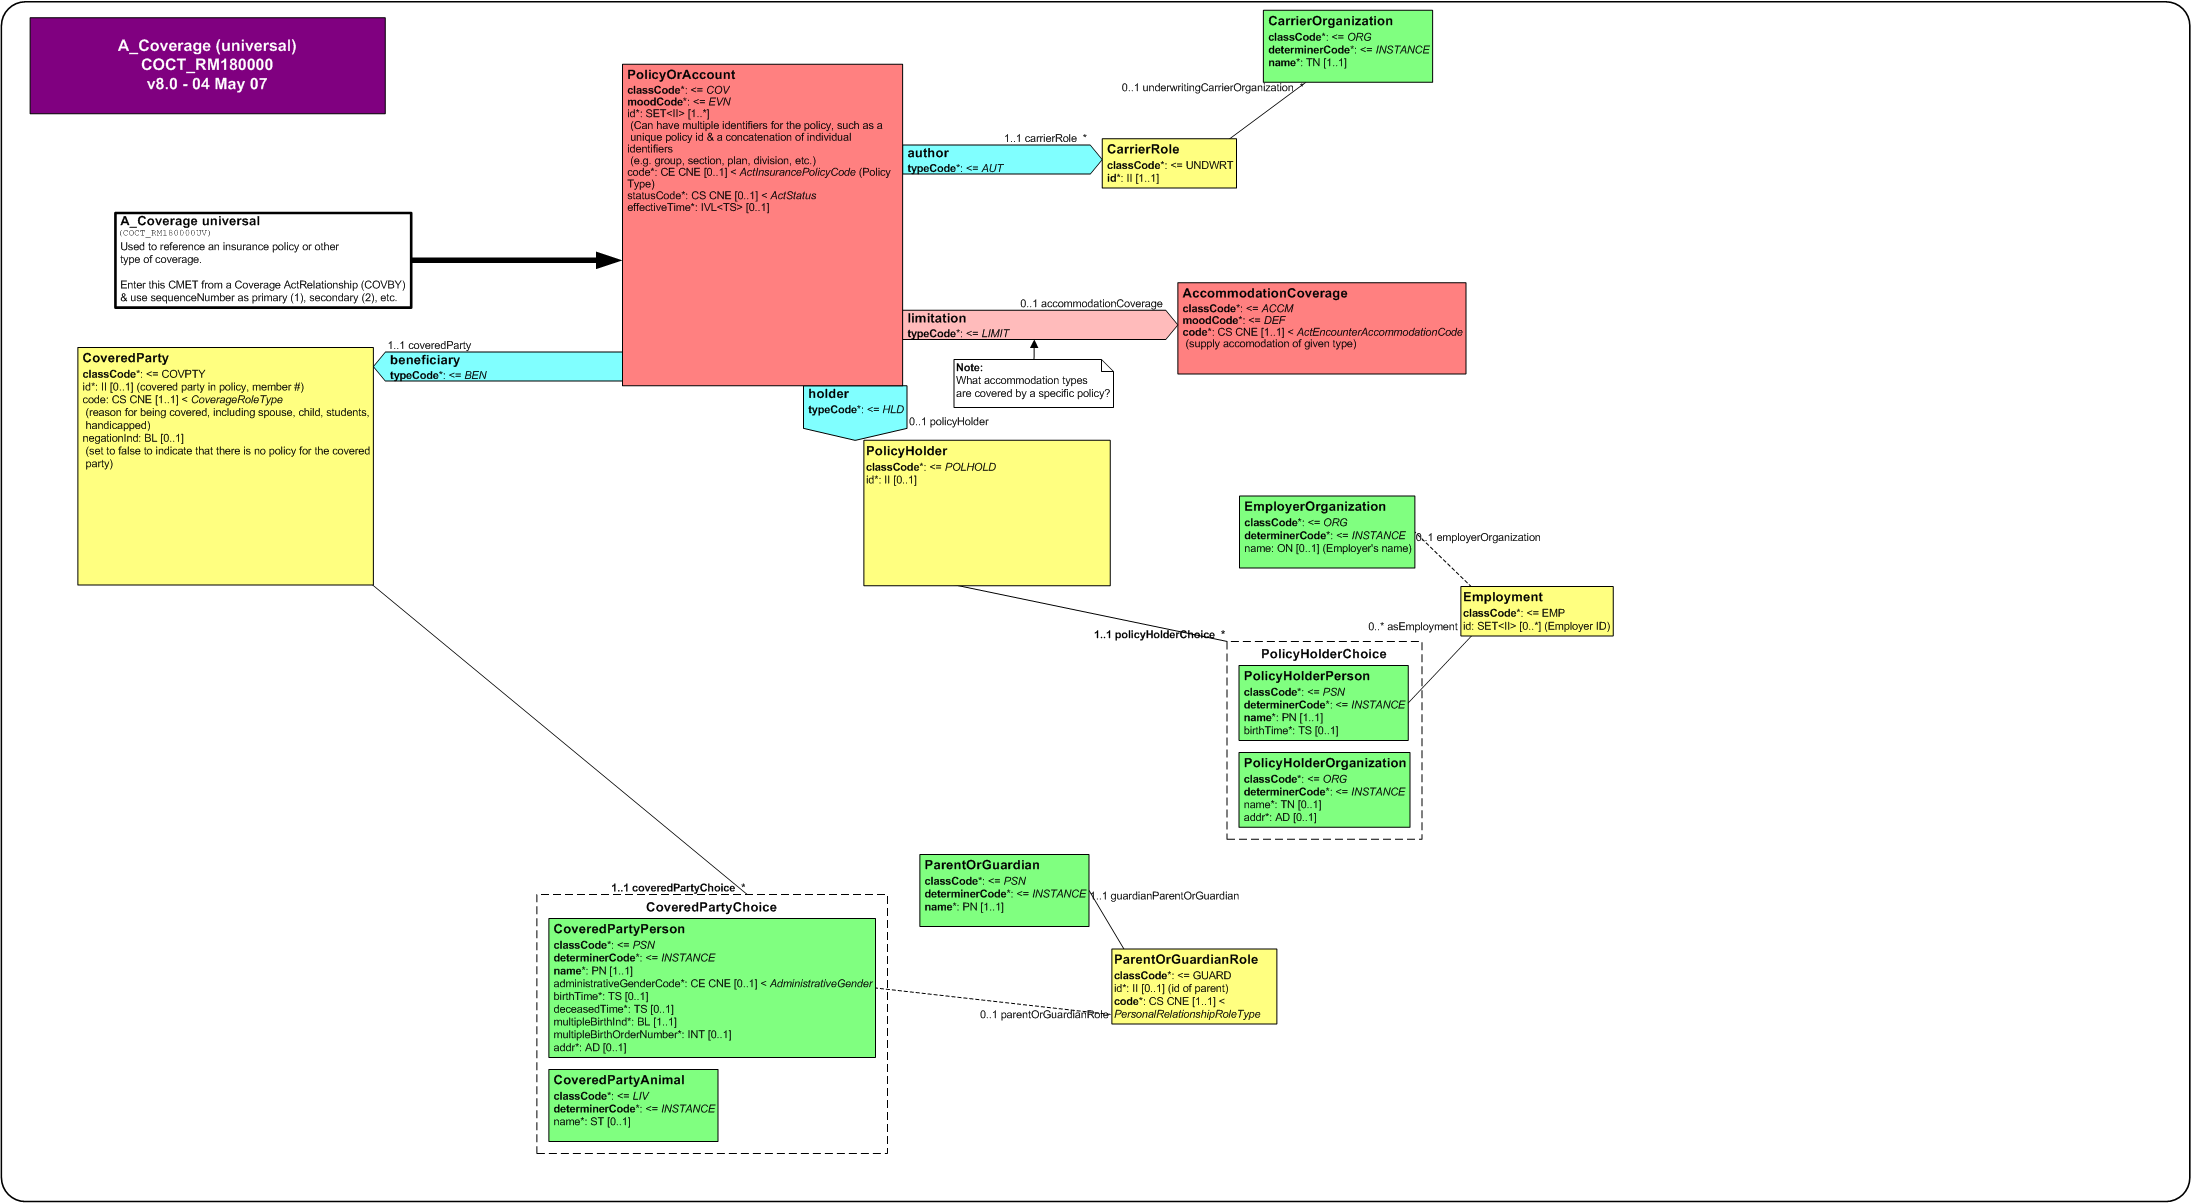 A_Coverage (universal)
COCT_RM180000
v8.0 - 04 May 07
CarrierOrganization
classCode*: <= ORG
determinerCode*: <= INSTANCE
name*: TN [1..1]
0..1 underwritingCarrierOrganization *
PolicyOrAccount
classCode*: <= COV
moodCode*: <= EVN
id*: SET<II> [1..*]
(Can have multiple identifiers for the policy, such as a
unique policy id & a concatenation of individual
identifiers
(e.g. group, section, plan, division, etc.)
code*: CE CNE [0..1] < ActInsurancePolicyCode (Policy
Type)
statusCode*: CS CNE [0..1] < ActStatus
effectiveTime*: IVL<TS> [0..1]
1..1 carrierRole *
author
typeCode*: <= AUT
CarrierRole
classCode*: <= UNDWRT
id*: II [1..1]
A_Coverage universal
(COCT_RM180000UV)
Used to reference an insurance policy or other
type of coverage.
Enter this CMET from a Coverage ActRelationship (COVBY)
& use sequenceNumber as primary (1), secondary (2), etc.
0..1 accommodationCoverage
limitation
typeCode*: <= LIMIT
AccommodationCoverage
classCode*: <= ACCM
moodCode*: <= DEF
code*: CS CNE [1..1] < ActEncounterAccommodationCode
(supply accomodation of given type)
Note:
What accommodation types
are covered by a specific policy?
1..1 coveredParty
beneficiary
typeCode*: <= BEN
CoveredParty
classCode*: <= COVPTY
id*: II [0..1] (covered party in policy, member #)
code: CS CNE [1..1] < CoverageRoleType
(reason for being covered, including spouse, child, students,
handicapped)
negationInd: BL [0..1]
(set to false to indicate that there is no policy for the covered
party)
holder
typeCode*: <= HLD
0..1 policyHolder
PolicyHolder
classCode*: <= POLHOLD
id*: II [0..1]
EmployerOrganization
classCode*: <= ORG
determinerCode*: <= INSTANCE
name: ON [0..1] (Employer's name)
0..1 employerOrganization
Employment
classCode*: <= EMP
id: SET<II> [0..*] (Employer ID)
0..* asEmployment
1..1 policyHolderChoice *
PolicyHolderChoice
PolicyHolderPerson
classCode*: <= PSN
determinerCode*: <= INSTANCE
name*: PN [1..1]
birthTime*: TS [0..1]
PolicyHolderOrganization
classCode*: <= ORG
determinerCode*: <= INSTANCE
name*: TN [0..1]
addr*: AD [0..1]
ParentOrGuardian
classCode*: <= PSN
determinerCode*: <= INSTANCE
name*: PN [1..1]
1..1 guardianParentOrGuardian
ParentOrGuardianRole
classCode*: <= GUARD
id*: II [0..1] (id of parent)
code*: CS CNE [1..1] <
PersonalRelationshipRoleType
0..1 parentOrGuardianRole
1..1 coveredPartyChoice *
CoveredPartyChoice
CoveredPartyPerson
classCode*: <= PSN
determinerCode*: <= INSTANCE
name*: PN [1..1]
administrativeGenderCode*: CE CNE [0..1] < AdministrativeGender
birthTime*: TS [0..1]
deceasedTime*: TS [0..1]
multipleBirthInd*: BL [1..1]
multipleBirthOrderNumber*: INT [0..1]
addr*: AD [0..1]
CoveredPartyAnimal
classCode*: <= LIV
determinerCode*: <= INSTANCE
name*: ST [0..1]